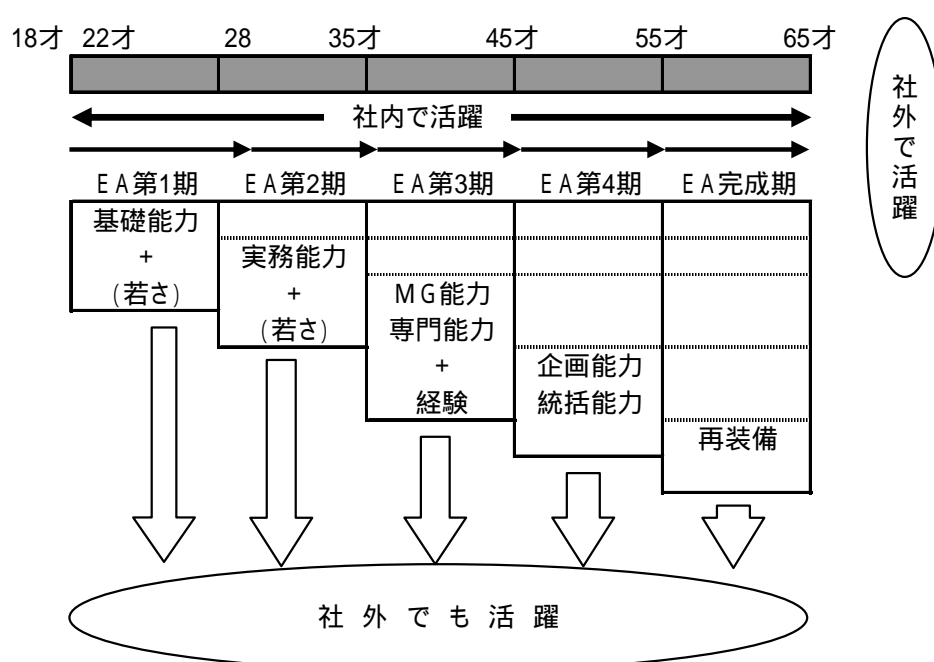 18才 22才 28 35才 45才 55才 65才
社内で活躍
EA第1期 EA第2期 EA第3期 EA第4期 EA完成期
基礎能力
+
(若さ)
実務能力
+
(若さ)
MG能力
専門能力
+
経験
企画能力
統括能力
再装備
社外でも活躍
社外で活躍